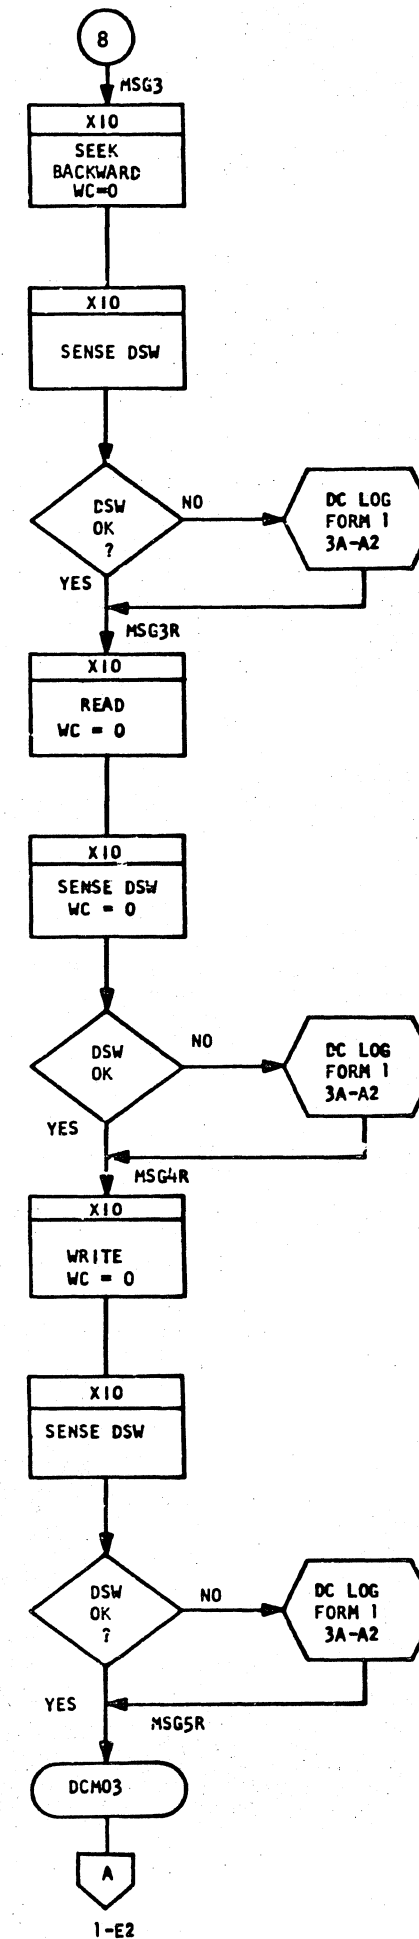 8
MSG3
XIO
SEEK
BACKWARD
WC=0
XIO
SENSE DSW
DSW
OK
?
NO
DC LOG
FORM 1
3A-A2
YES
MSG3R
XIO
READ
WC = 0
XIO
SENSE DSW
WC = 0
DSW
OK
NO
DC LOG
FORM 1
3A-A2
YES
MSG4R
XIO
WRITE
WC = 0
XIO
SENSE DSW
DSW
OK
?
NO
DC LOG
FORM 1
3A-A2
YES
MSG5R
DCM03
A
1-E2